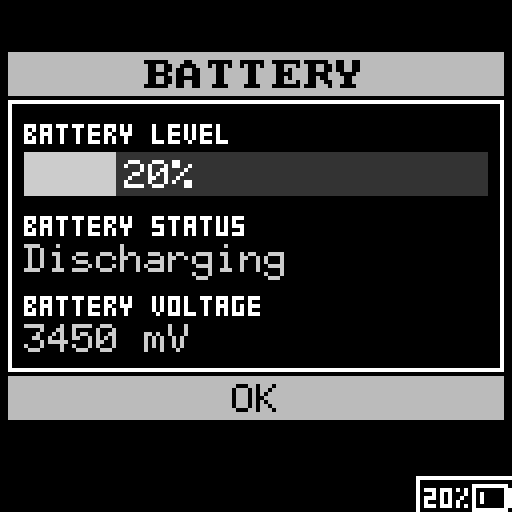 BATTERY
BATTERY LEVEL
20%
BATTERY STATUS
Discharging
BATTERY VOLTAGE
3450 mV
OK
20%